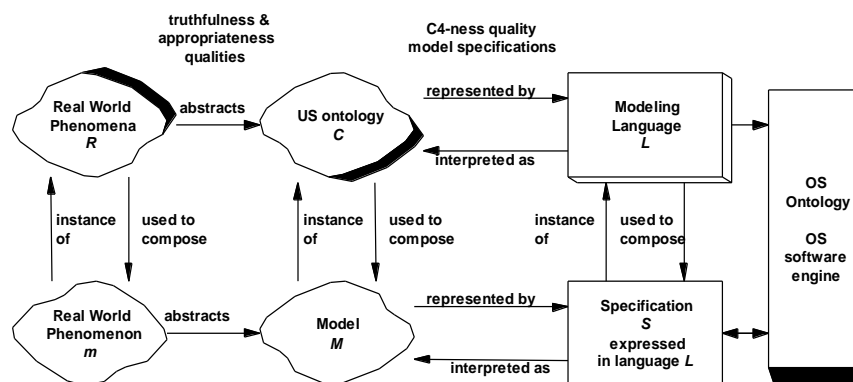 truthfulness &
appropriateness
qualities
C4-ness quality
model specifications
Real World
Phenomena
R
abstracts
US ontology
C
represented by
interpreted as
Modeling
Language
L
OS
Ontology
OS
software
engine
instance
of
used to
compose
instance
of
used to
compose
instance
of
used to
compose
Real World
Phenomenon
m
abstracts
Model
M
represented by
interpreted as
Specification
S
expressed
in language L